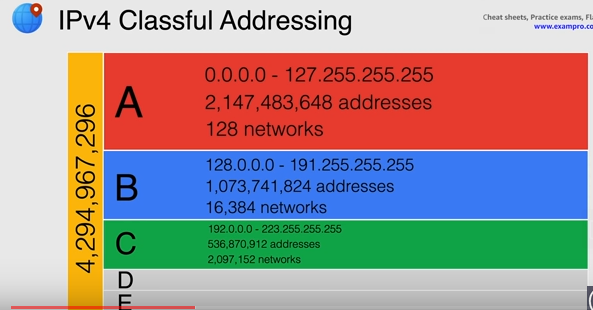 IPv4 Classful Addressing
Cheat sheets, Practice exams,
www.exampro.co
4,294,967,296
A
0.0.0.0 - 127.255.255.255
2,147,483,648 addresses
128 networks
B
128.0.0.0 - 191.255.255.255
1,073,741,824 addresses
16,384 networks
C
192.0.0.0 - 223.255.255.255
536,870,912 addresses
2,097,152 networks
D
E